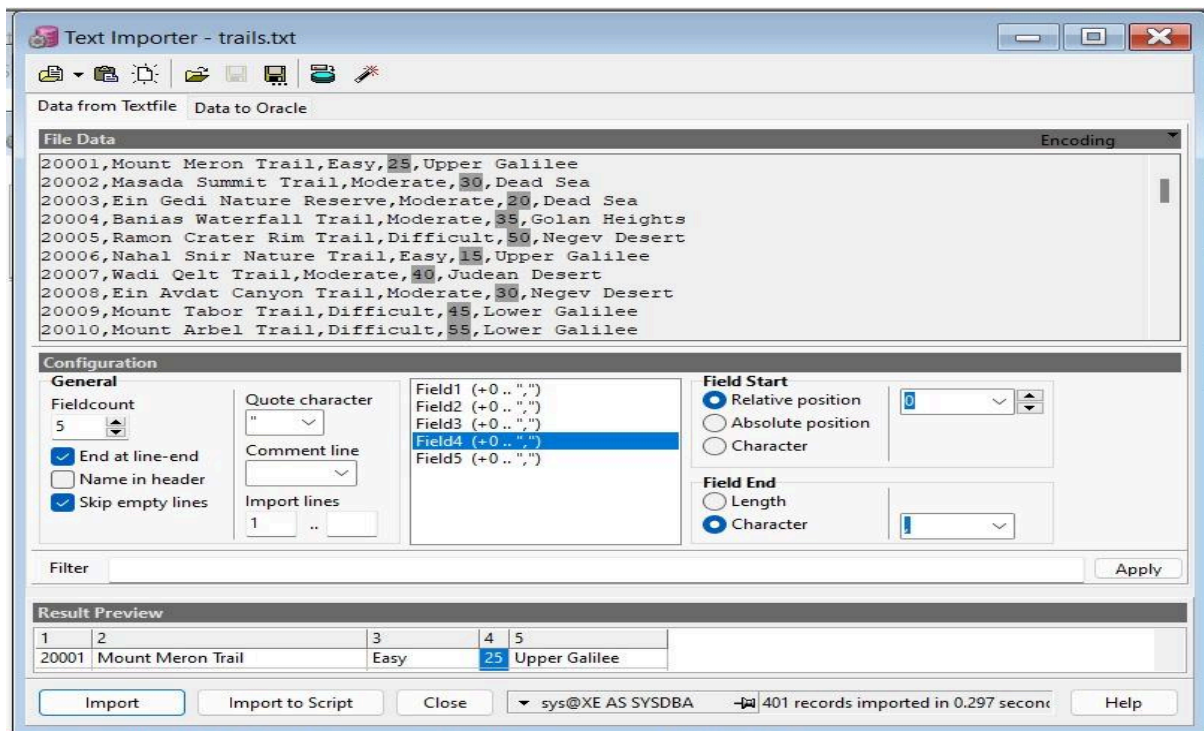 Text Importer - trails.txt
Data from Textfile Data to Oracle
File Data Encoding
20001,Mount Meron Trail,Easy,25,Upper Galilee
20002,Masada Summit Trail,Moderate,30,Dead Sea
20003,Ein Gedi Nature Reserve,Moderate,20,Dead Sea
20004,Banias Waterfall Trail,Moderate,35,Golan Heights
20005,Ramon Crater Rim Trail,Difficult,50,Negev Desert
20006,Nahal Snir Nature Trail,Easy,15,Upper Galilee
20007,Wadi Qelt Trail,Moderate,40,Judean Desert
20008,Ein Avdat Canyon Trail,Moderate,30,Negev Desert
20009,Mount Tabor Trail,Difficult,45,Lower Galilee
20010,Mount Arbel Trail,Difficult,55,Lower Galilee
Configuration
General
Fieldcount
5
End at line-end
Name in header
Skip empty lines
Quote character
"
Comment line
Import lines
1 ..
Field1 (+0 .. ",")
Field2 (+0 .. ",")
Field3 (+0 .. ",")
Field4 (+0 .. ",")
Field5 (+0 .. ",")
Field Start
Relative position 0
Absolute position
Character
Field End
Length
Character ,
Filter Apply
Result Preview
1 2 3 4 5
20001 Mount Meron Trail Easy 25 Upper Galilee
Import Import to Script Close sys@XE AS SYSDBA 401 records imported in 0.297 Help